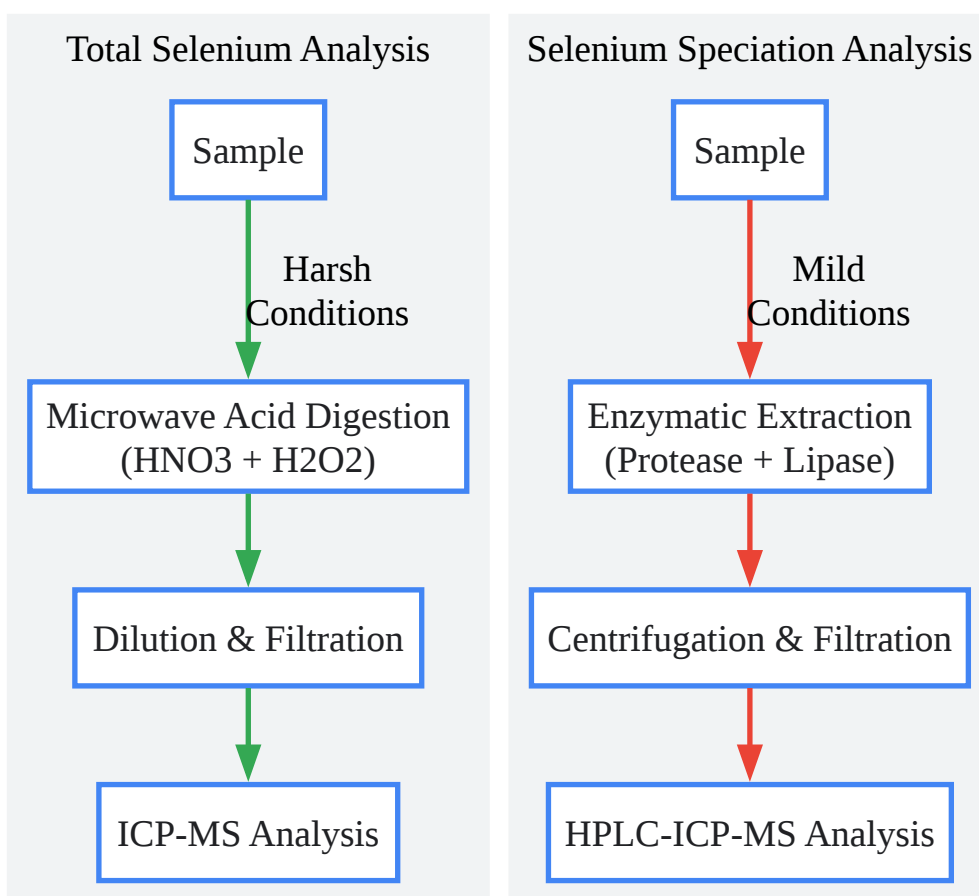 Total Selenium Analysis
Sample
Harsh
Conditions
Microwave Acid Digestion
(HNO3 + H2O2)
Dilution & Filtration
ICP-MS Analysis
Selenium Speciation Analysis
Sample
Mild
Conditions
Enzymatic Extraction
(Protease + Lipase)
Centrifugation & Filtration
HPLC-ICP-MS Analysis